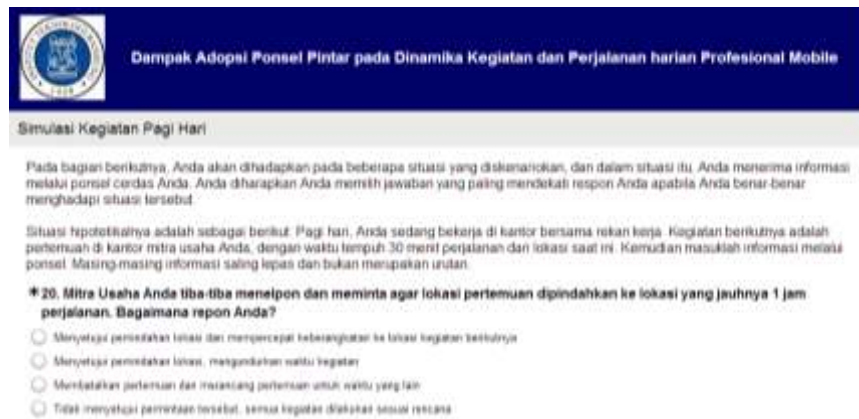 Dampak Adopsi Ponsel Pintar pada Dinamika Kegiatan dan Perjalanan harian Profesional Mobile
Simulasi Kegiatan Pagi Hari
Pada bagian berikutnya, Anda akan dihadapkan pada beberapa situasi yang diskenariokan, dan dalam situasi itu, Anda menerima informasi
melalui ponsel cerdas Anda. Anda diharapkan Anda memilih jawaban yang paling mendekati respon Anda apabila Anda benar-benar
menghadapi situasi tersebut.
Situasi hipotetikalnya adalah sebagai berikut: Pagi hari, Anda sedang bekerja di kantor bersama rekan kerja. Kegiatan berikutnya adalah
pertemuan di kantor mitra usaha Anda, dengan waktu tempuh 30 menit perjalanan dari lokasi saat ini. Kemudian masuklah informasi melalui
ponsel. Masing-masing informasi saling lepas dan bukan merupakan urutan.
* 20. Mitra Usaha Anda tiba-tiba menelpon dan meminta agar lokasi pertemuan dipindahkan ke lokasi yang jauhnya 1 jam
perjalanan. Bagaimana repon Anda?
Menyetujui pemindahan lokasi dan mempercepat keberangkatan ke lokasi kegiatan berikutnya
Menyetujui pemindahan lokasi, mengundurkan waktu kegiatan
Membatalkan pertemuan dan merancang pertemuan untuk waktu yang lain
Tidak menyetujui permintaan tersebut, semua kegiatan dilakukan sesuai rencana